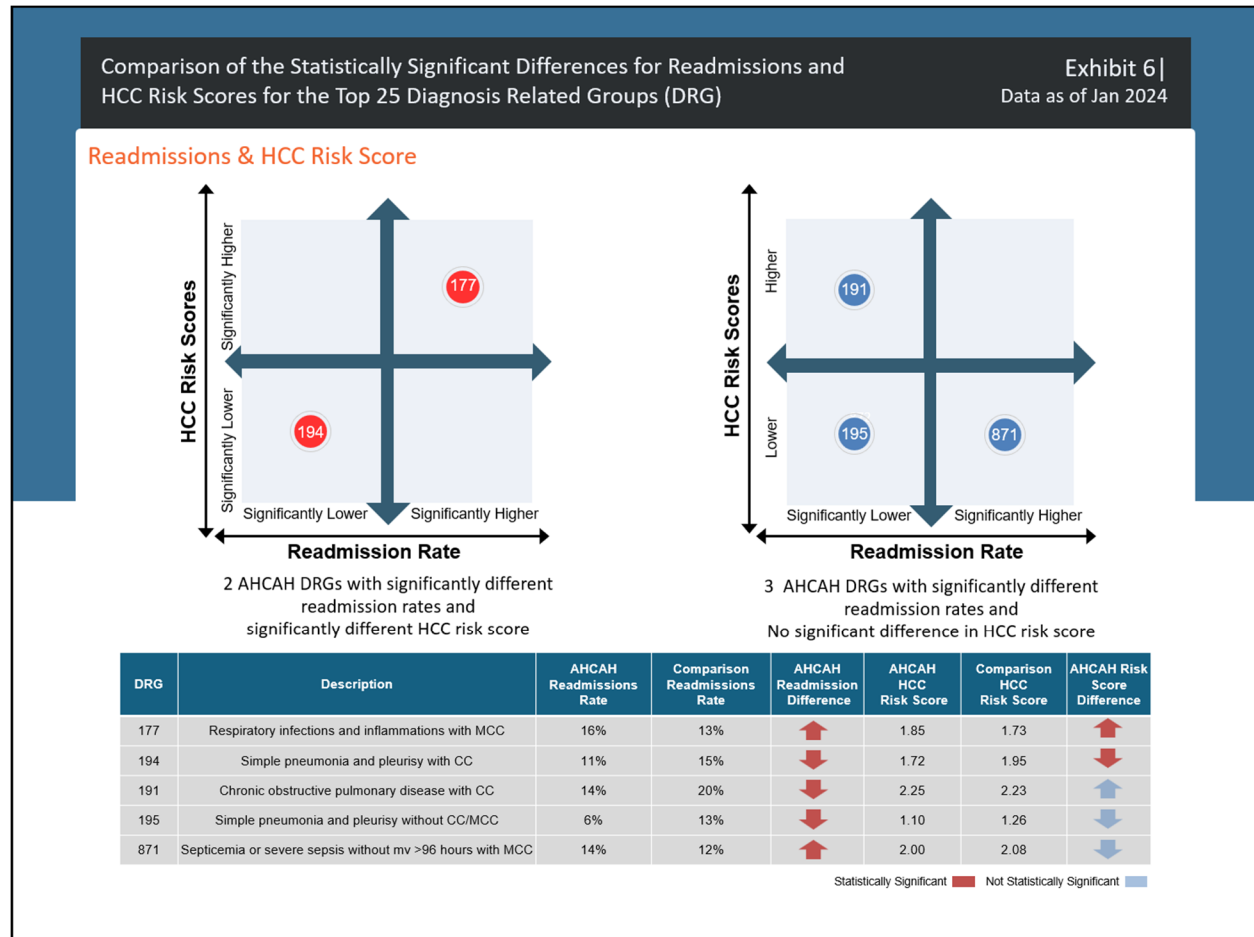 Comparison of the Statistically Significant Differences for Readmissions and
HCC Risk Scores for the Top 25 Diagnosis Related Groups (DRG)
Exhibit 6|
Data as of Jan 2024
Readmissions & HCC Risk Score
HCC Risk Scores
Significantly Higher
Significantly Lower
177
194
Significantly Lower
Significantly Higher
Readmission Rate
2 AHCAH DRGs with significantly different
readmission rates and
significantly different HCC risk score
HCC Risk Scores
Higher
Lower
191
195
871
Significantly Lower
Significantly Higher
Readmission Rate
3 AHCAH DRGs with significantly different
readmission rates and
No significant difference in HCC risk score
DRG Description AHCAH Readmissions Rate Comparison Readmissions Rate AHCAH Readmission Difference AHCAH HCC Risk Score Comparison HCC Risk Score AHCAH Risk Score Difference
177 Respiratory infections and inflammations with MCC 16% 13% 1.85 1.73
194 Simple pneumonia and pleurisy with CC 11% 15% 1.72 1.95
191 Chronic obstructive pulmonary disease with CC 14% 20% 2.25 2.23
195 Simple pneumonia and pleurisy without CC/MCC 6% 13% 1.10 1.26
871 Septicemia or severe sepsis without mv >96 hours with MCC 14% 12% 2.00 2.08
Statistically Significant Not Statistically Significant